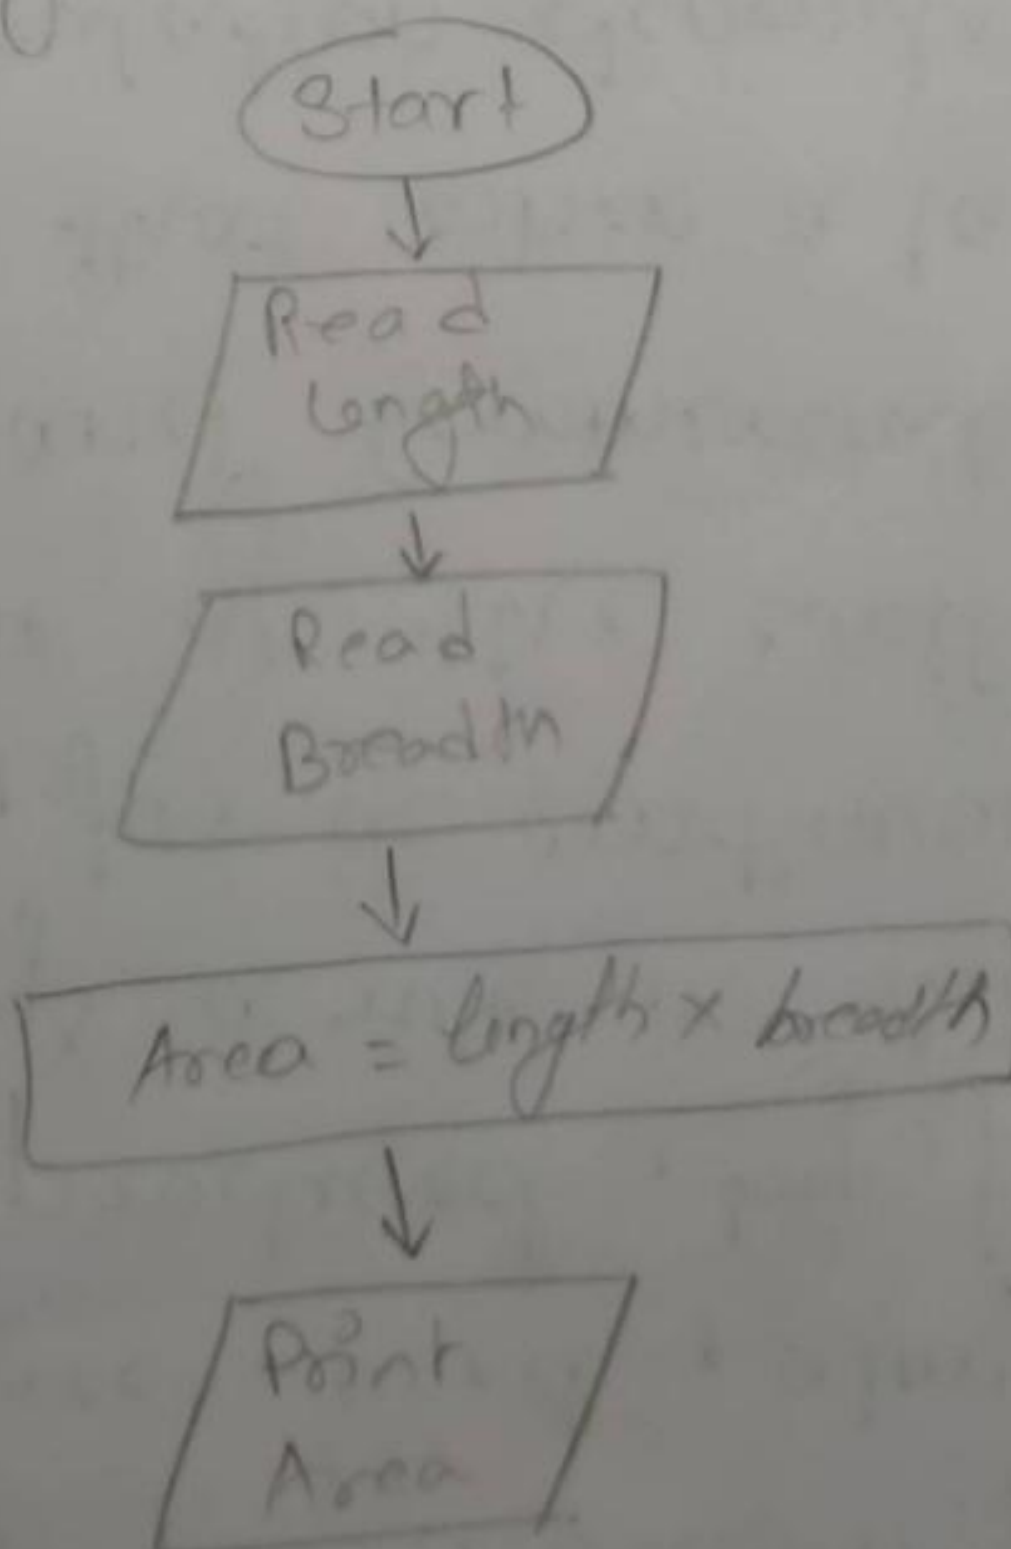 Start
Read
Length
Read
Breadth
Area = length × breadth
Print
Area